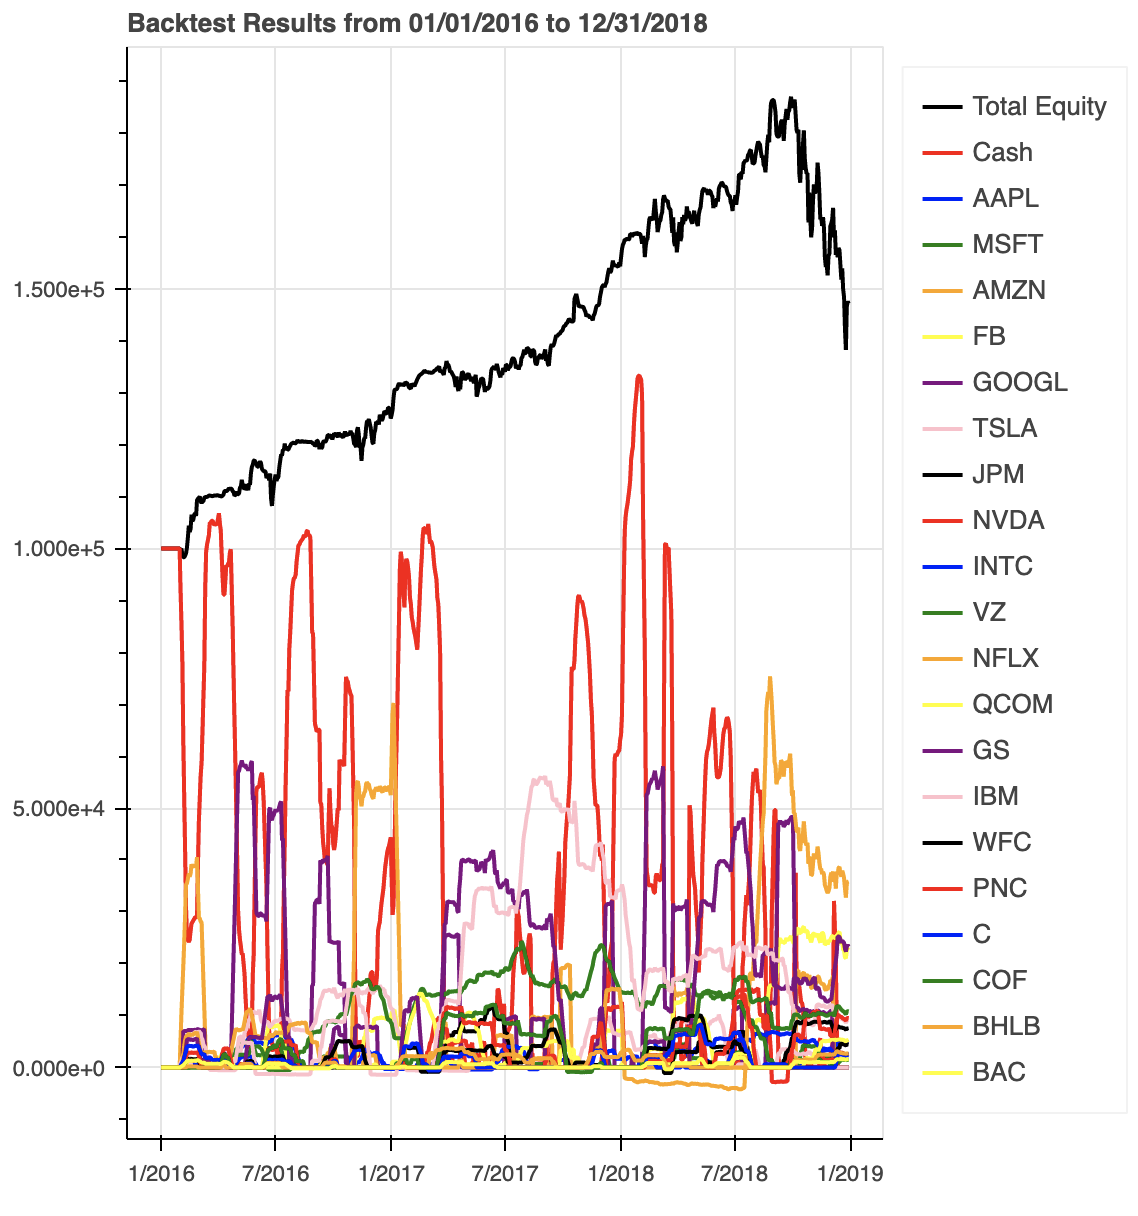 Backtest Results from 01/01/2016 to 12/31/2018
1.500e+5
1.000e+5
5.000e+4
0.000e+0
1/2016
7/2016
1/2017
7/2017
1/2018
7/2018
1/2019
Total Equity
Cash
AAPL
MSFT
AMZN
FB
GOOGL
TSLA
JPM
NVDA
INTC
VZ
NFLX
QCOM
GS
IBM
WFC
PNC
C
COF
BHLB
BAC